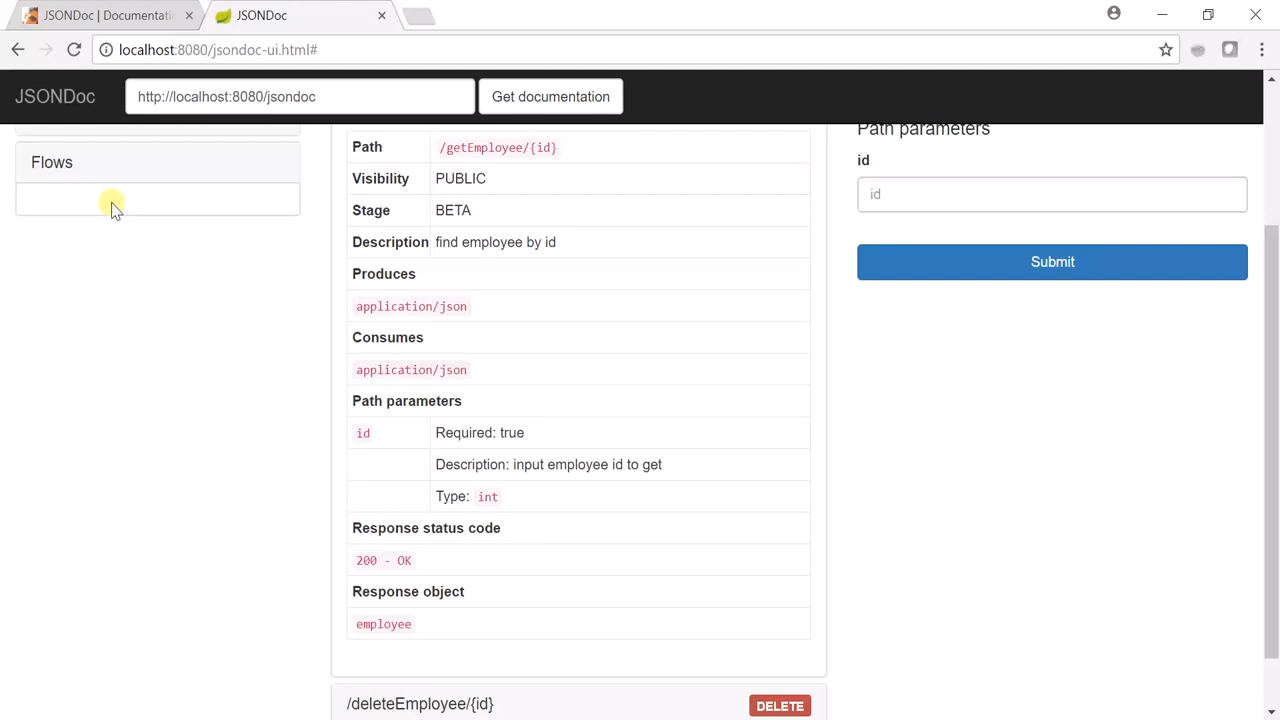 JSONDoc | Documentati
JSONDoc
localhost:8080/jsondoc-ui.html#
JSONDoc
http://localhost:8080/jsondoc
Get documentation
Flows
Path /getEmployee/{id}
Visibility PUBLIC
Stage BETA
Description find employee by id
Produces
application/json
Consumes
application/json
Path parameters
id Required: true
Description: input employee id to get
Type: int
Response status code
200 - OK
Response object
employee
/deleteEmployee/{id} DELETE
Path parameters
id
id
Submit